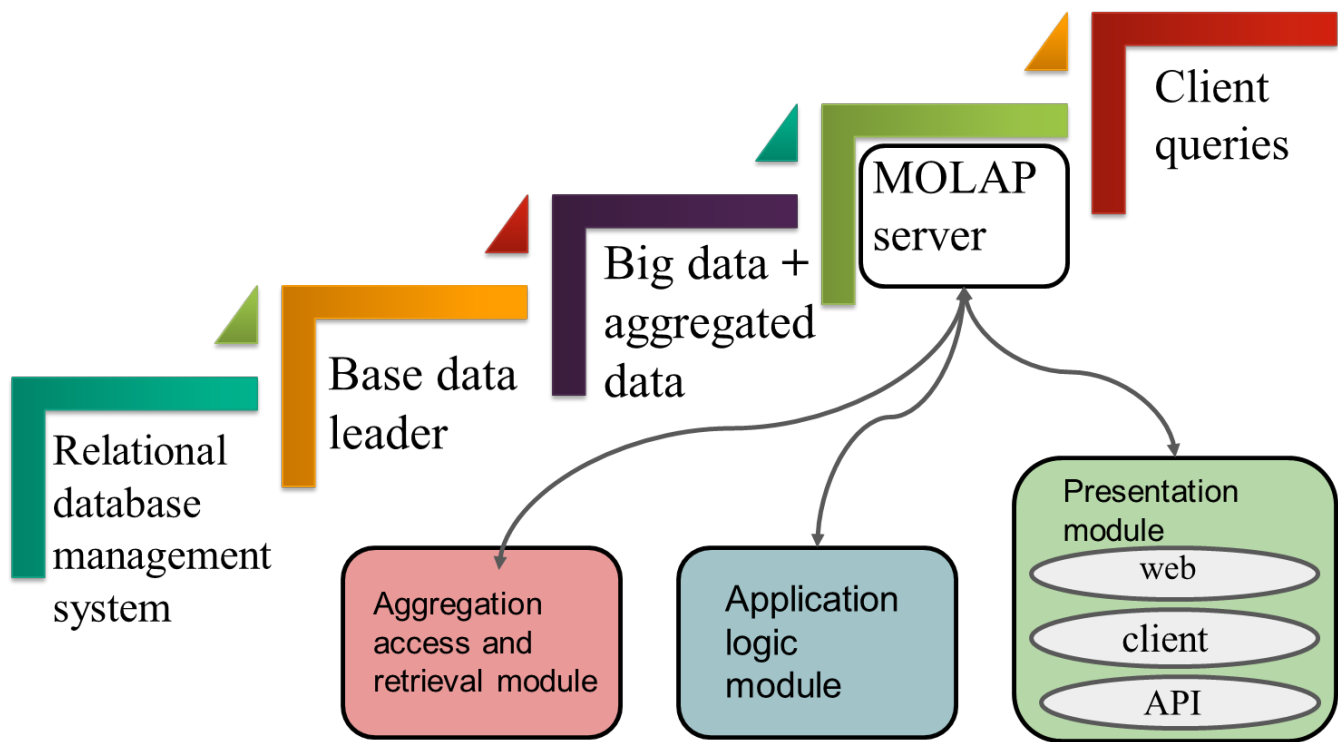 Relational
database
management
system
Base data
leader
Big data +
aggregated
data
MOLAP
server
Client
queries
Aggregation
access and
retrieval module
Application
logic
module
Presentation
module
web
client
API